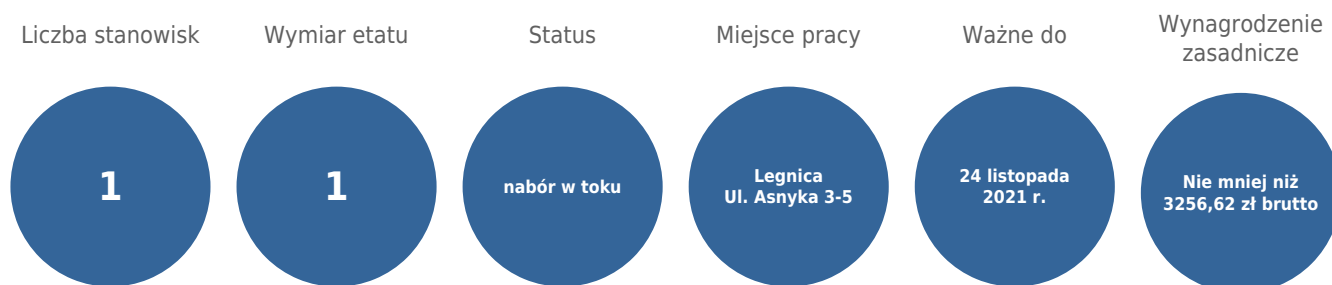 Liczba stanowisk
1
Wymiar etatu
1
Status
nabór w toku
Miejsce pracy
Legnica
Ul. Asnyka 3-5
Ważne do
24 listopada
2021 r.
Wynagrodzenie
zasadnicze
Nie mniej niż
3256,62 zł brutto